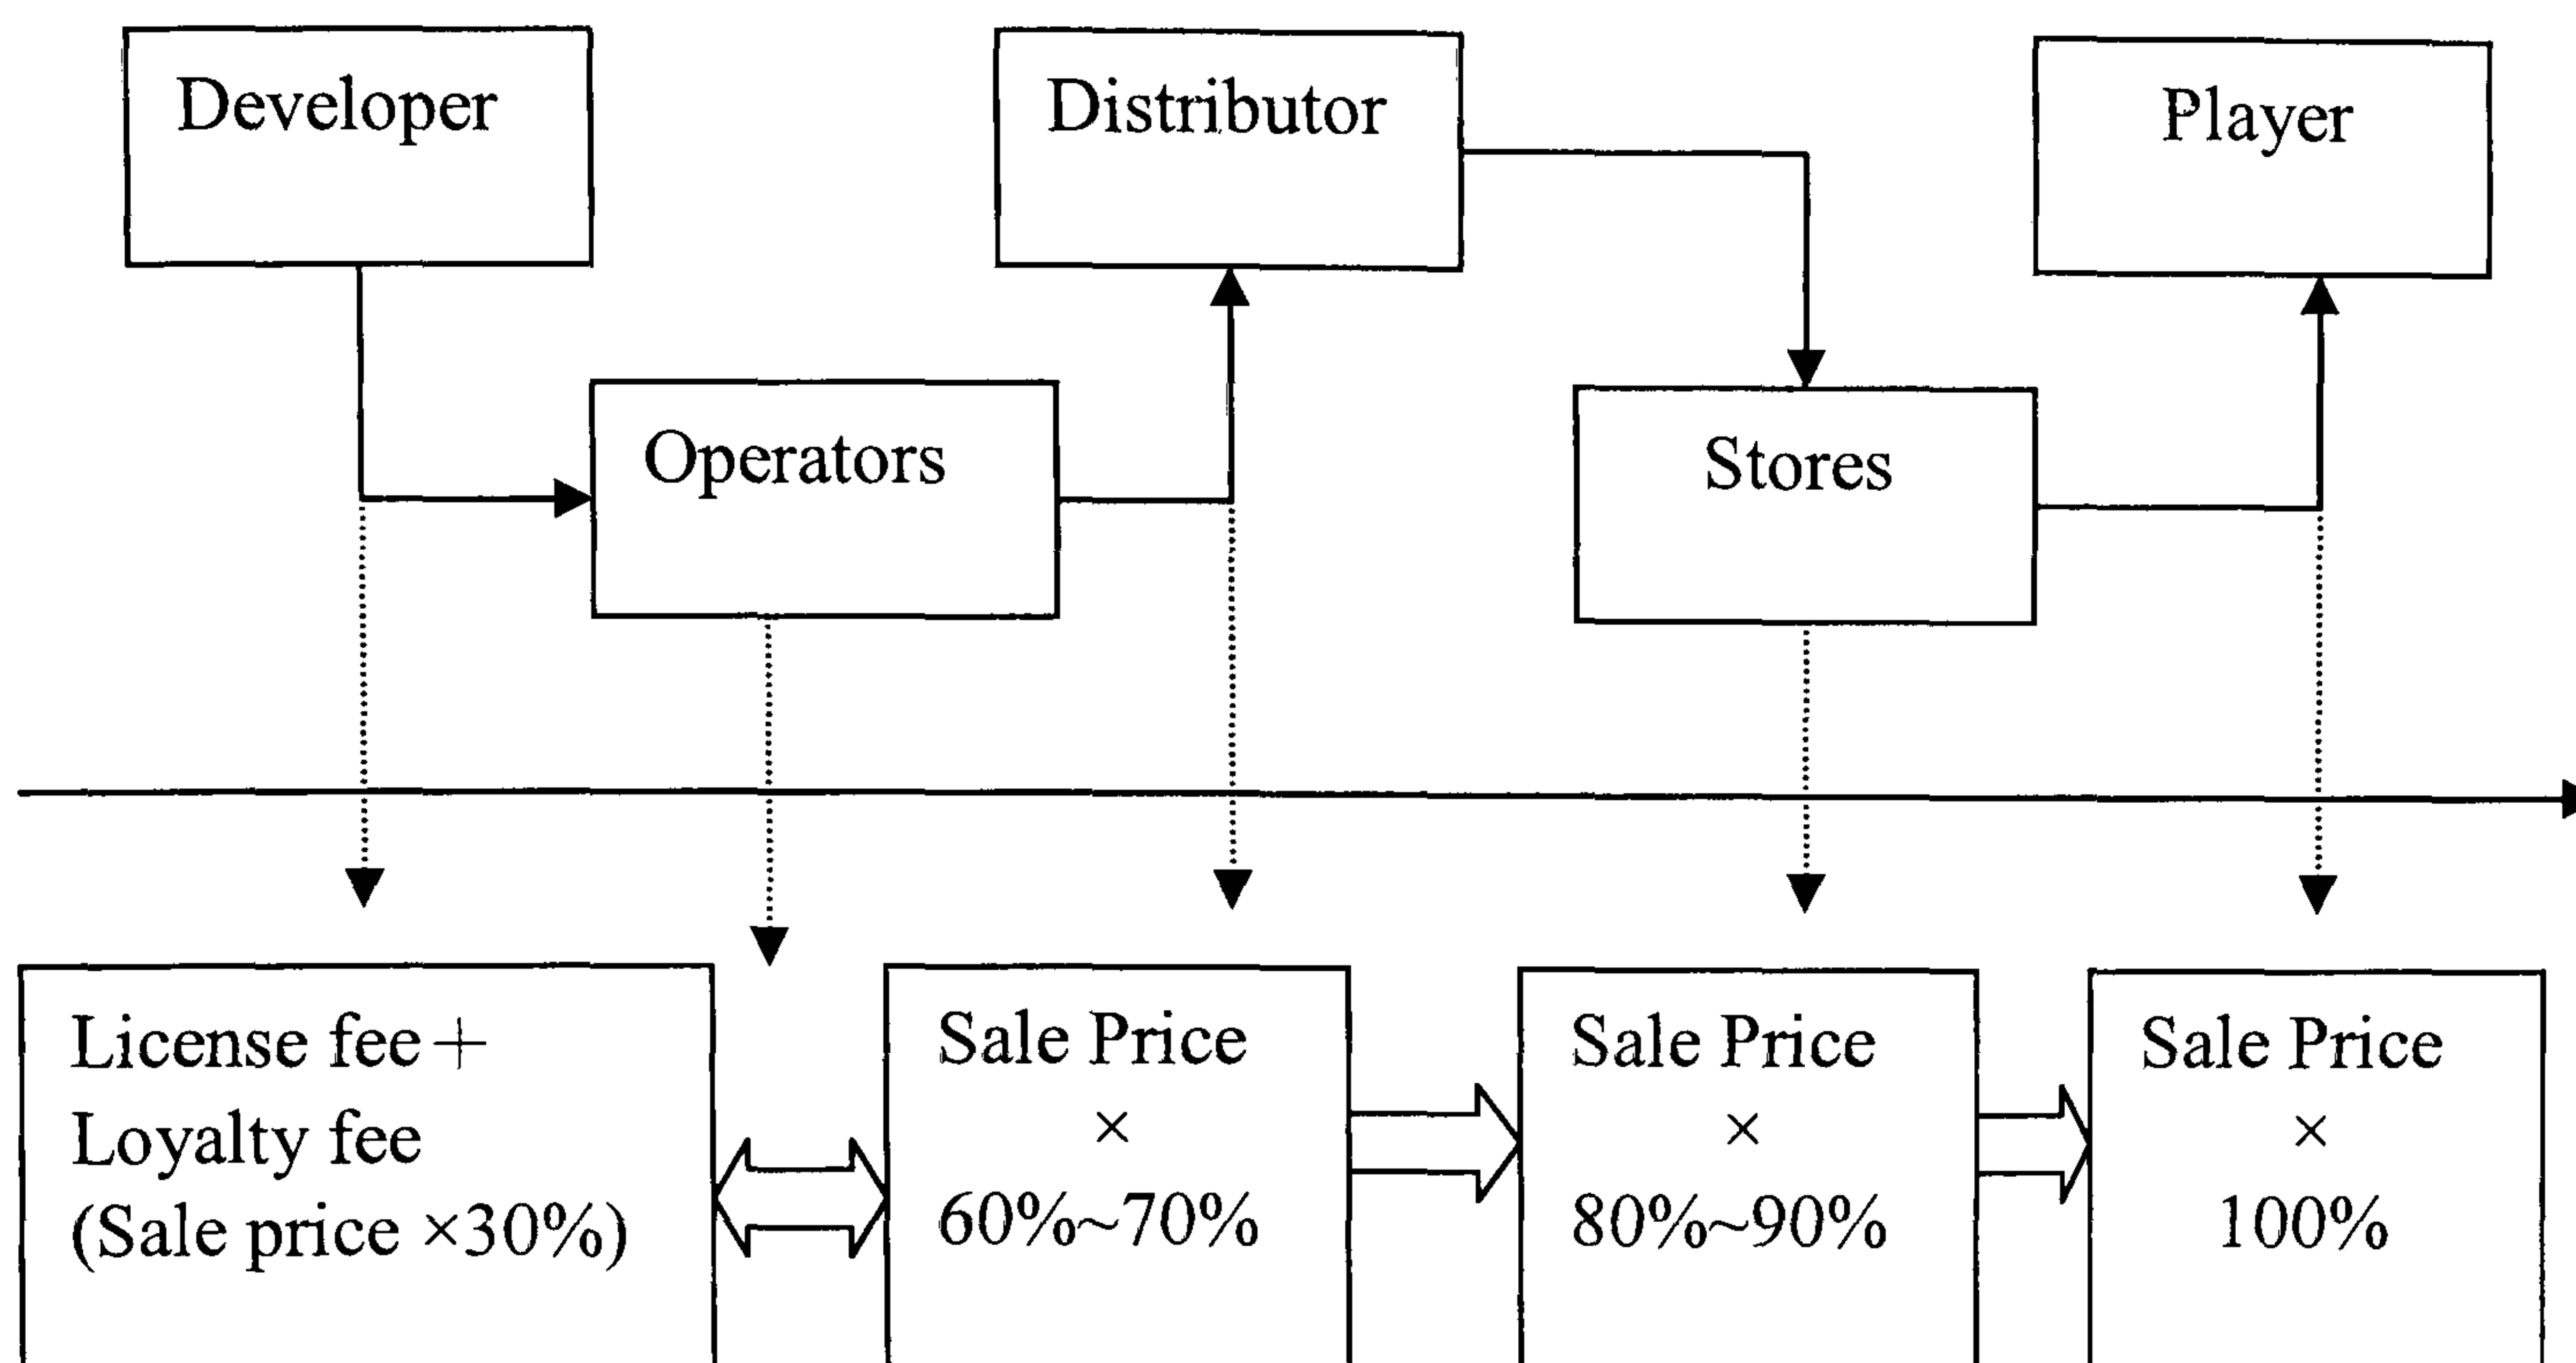 Developer
Distributor
Player
Operators
Stores
License fee +
Loyalty fee
(Sale price ×30%)
Sale Price
×
60%~70%
Sale Price
×
80%~90%
Sale Price
×
100%